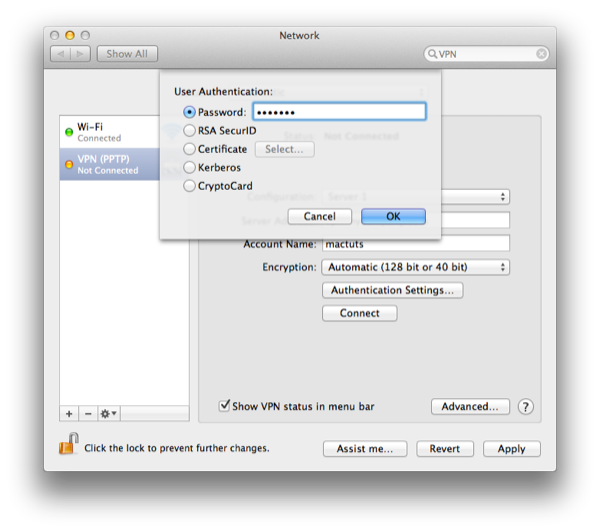 Network
Show All
VPN
User Authentication:
Password: •••••••
RSA SecurID
Certificate Select...
Kerberos
CryptoCard
Cancel OK
Wi-Fi
Connected
VPN (PPTP)
Not Connected
Status: Not Connected
Configuration: Server 1
Server Ad
Account Name: mactuts
Encryption: Automatic (128 bit or 40 bit)
Authentication Settings...
Connect
Show VPN status in menu bar
Advanced... ?
Click the lock to prevent further changes.
Assist me... Revert Apply